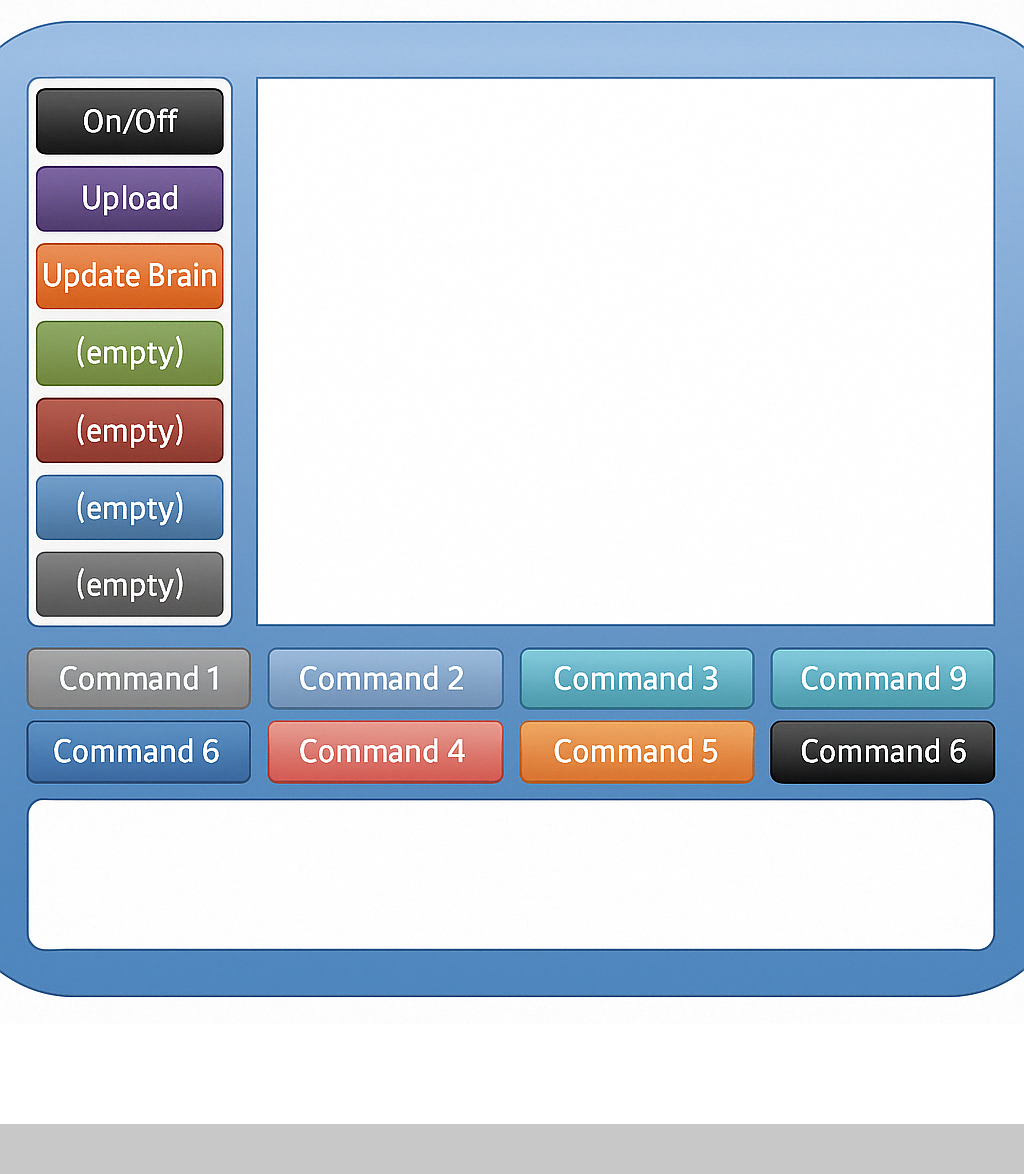 On/Off
Upload
Update Brain
(empty)
(empty)
(empty)
(empty)
Command 1
Command 2
Command 3
Command 9
Command 6
Command 4
Command 5
Command 6